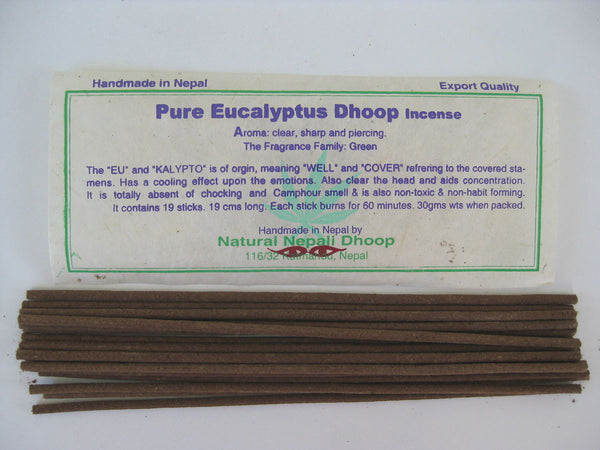 Handmade in Nepal
Export Quality
Pure Eucalyptus Dhoop Incense
Aroma: clear, sharp and piercing.
The Fragrance Family: Green
The "EU" and "KALYPTO" is of orgin, meaning "WELL" and "COVER" refrering to the covered sta-
mens. Has a cooling effect upon the emotions. Also clear the head and aids concentration.
It is totally absent of chocking and Camphour smell & is also non-toxic & non-habit forming.
It contains 19 sticks. 19 cms long. Each stick burns for 60 minutes. 30gms wts when packed.
Handmade in Nepal by
Natural Nepali Dhoop
116/32 Katmandu, Nepal